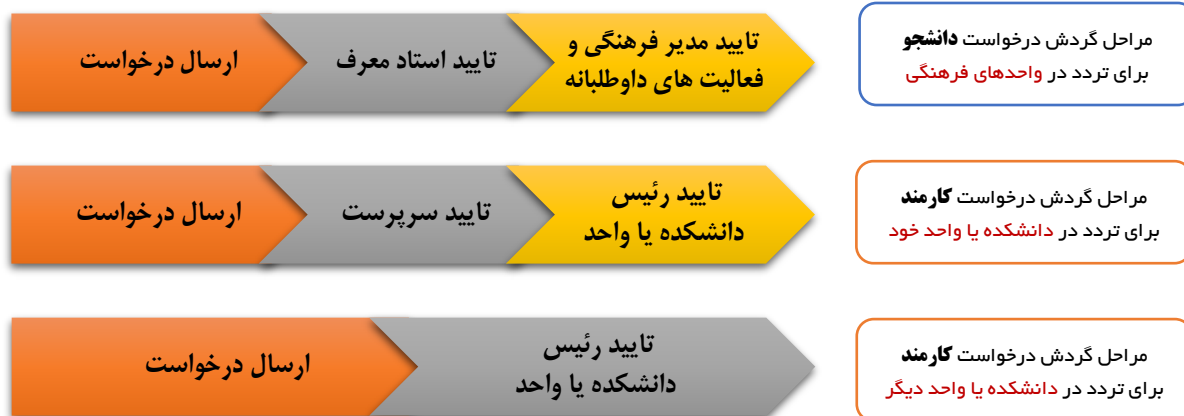 مراحل گردش درخواست دانشجو
برای تردد در واحدهای فرهنگی
ارسال درخواست
تایید استاد معرف
تایید مدیر فرهنگی و
فعالیت های داوطلبانه
مراحل گردش درخواست کارمند
برای تردد در دانشکده یا واحد خود
ارسال درخواست
تایید سرپرست
تایید رئیس
دانشکده یا واحد
مراحل گردش درخواست کارمند
برای تردد در دانشکده یا واحد دیگر
ارسال درخواست
تایید رئیس
دانشکده یا واحد